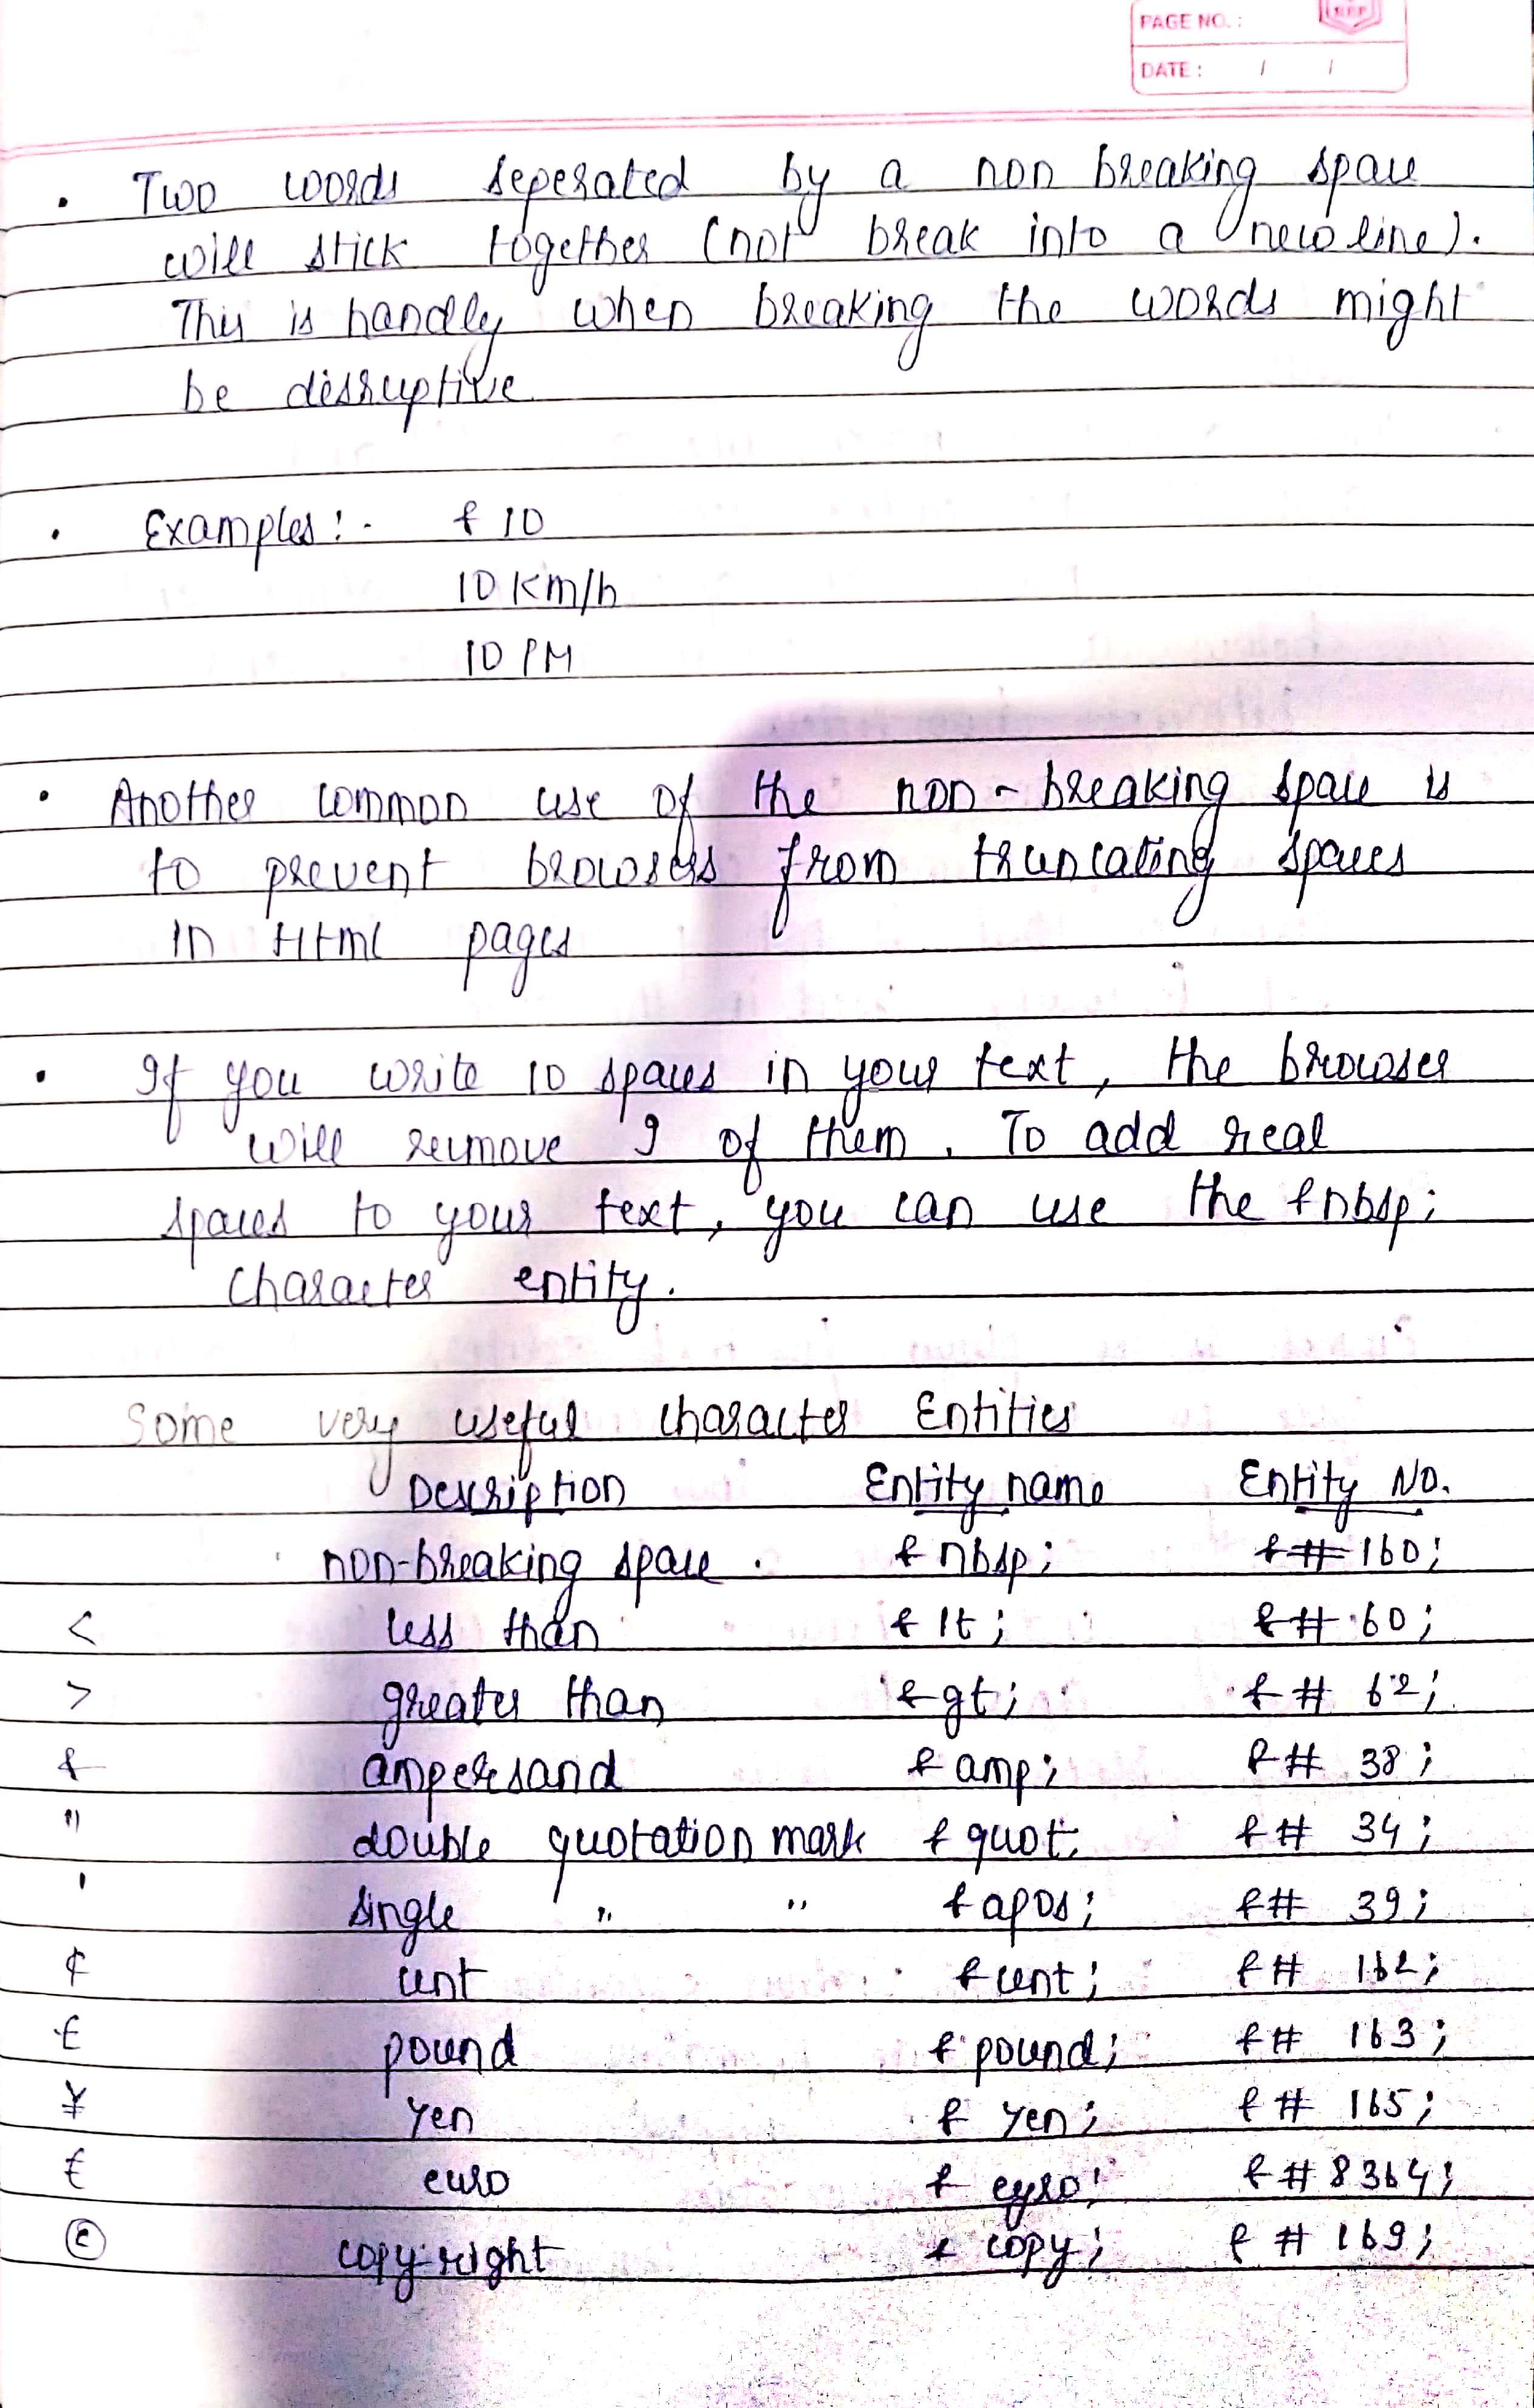 PAGE NO. :
DATE : / /
• Two words seperated by a non breaking space
will stick together (not break into a new line).
This is handly when breaking the words might
be disruptive
• Examples :- & 10
10 km/h
10 PM
• Another common use of the non-breaking space is
to prevent browsers from truncating spaces
in Html pages
• If you write 10 spaces in your text, the browser
will remove 9 of them. To add real
spaces to your text, you can use the &nbsp;
character entity.
Some very useful character Entities
Description Entity name Entity No.
non-breaking space . &nbsp; &#160;
< less than &lt; &#60;
> greater than &gt; &# 62;
& ampersand &amp; &# 38;
" double quotation mark &quot; &# 34;
' single " " &apos; &# 39;
¢ cent &cent; &# 162;
£ pound &pound; &# 163;
¥ yen & yen; &# 165;
€ euro & eyro; &#8364;
© copy-right & copy; &#169;